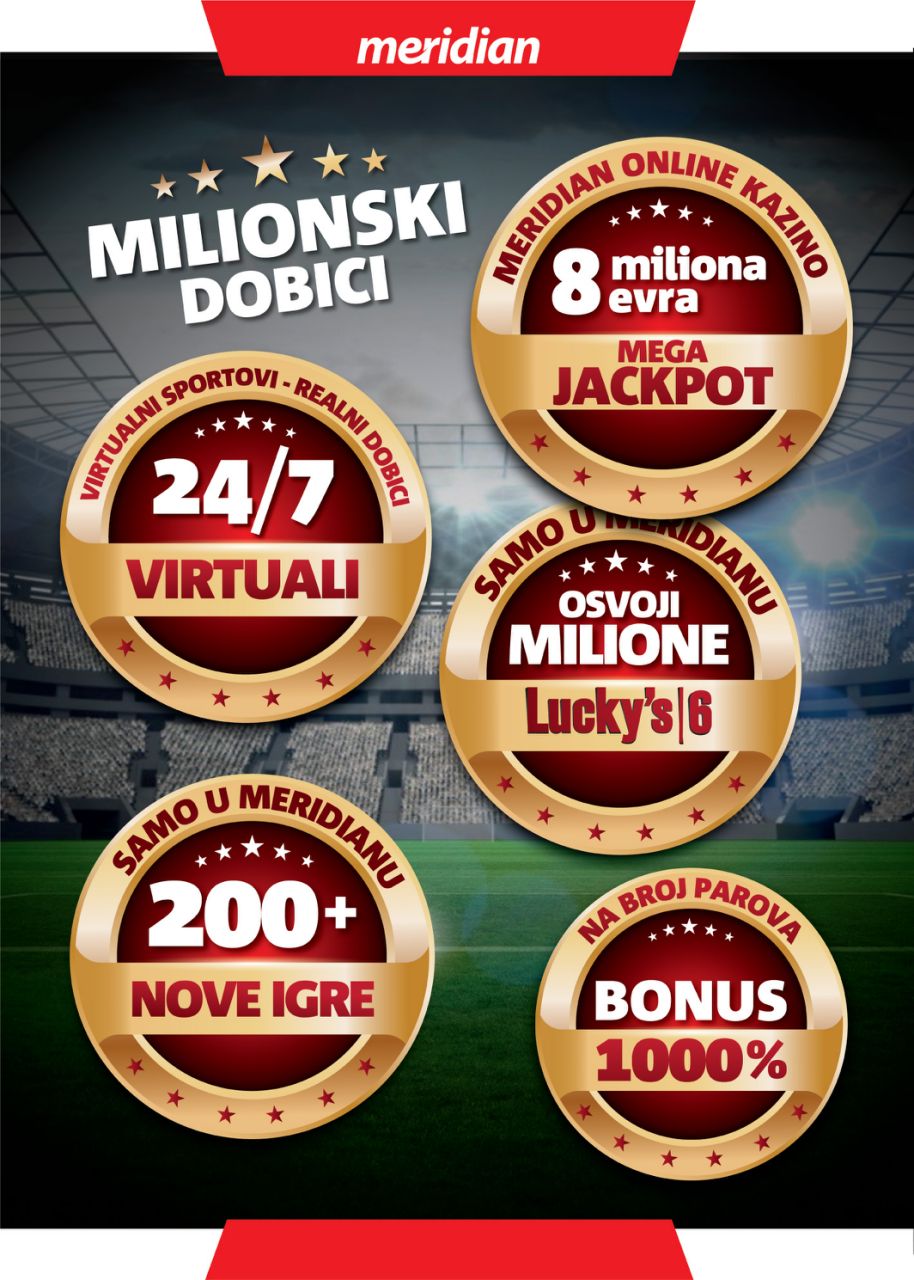 meridian
MILIONSKI
DOBICI
MERIDIAN ONLINE KAZINO
8 miliona
evra
MEGA
JACKPOT
VIRTUALNI SPORTOVI - REALNI DOBICI
24/7
VIRTUALI
SAMO U MERIDIANU
OSVOJI
MILIONE
Lucky's|6
SAMO U MERIDIANU
200+
NOVE IGRE
NA BROJ PAROVA
BONUS
1000%